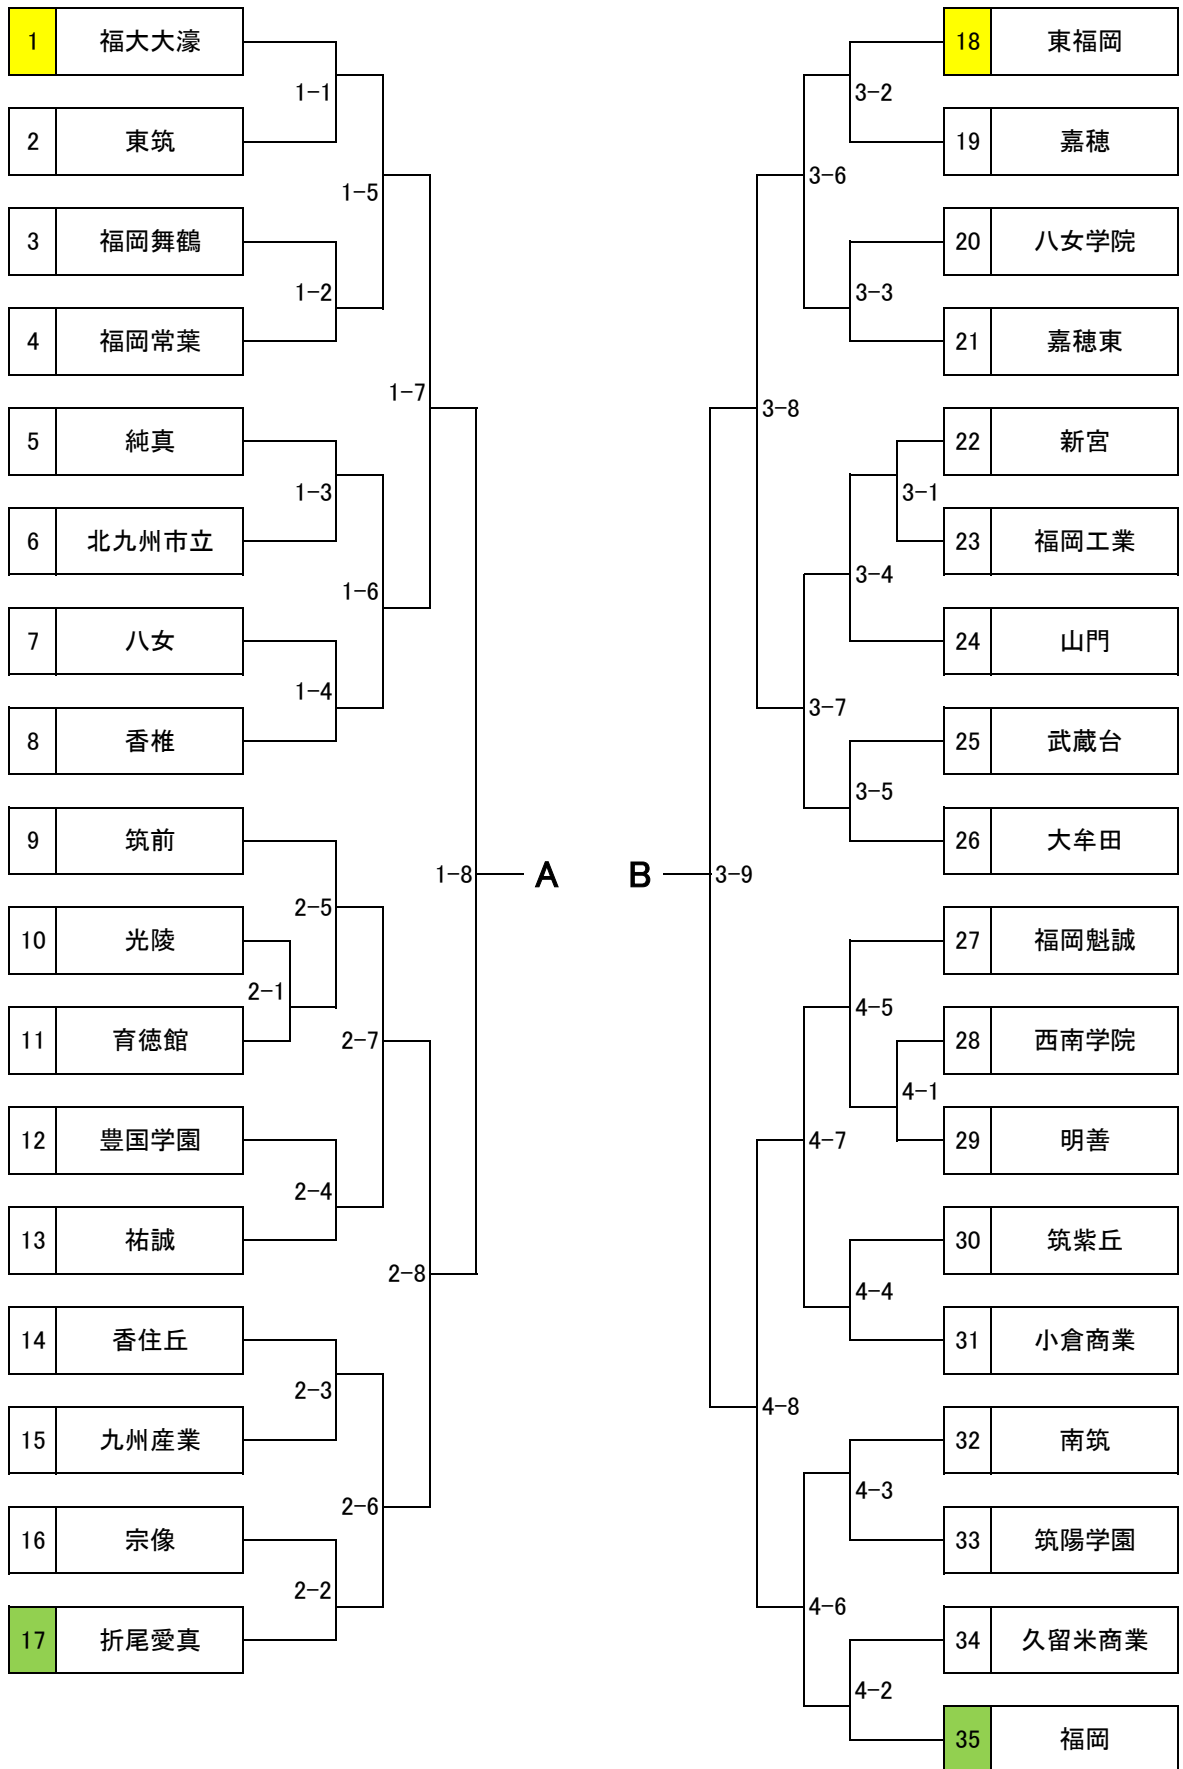 1 福大大濠
1-1
2 東筑
1-5
3 福岡舞鶴
1-2
4 福岡常葉
1-7
5 純真
1-3
6 北九州市立
1-6
7 八女
1-4
8 香椎
9 筑前
1-8 A
2-5
10 光陵
2-1
11 育徳館
2-7
12 豊国学園
2-4
13 祐誠
2-8
14 香住丘
2-3
15 九州産業
2-6
16 宗像
2-2
17 折尾愛真
18 東福岡
3-2
19 嘉穂
3-6
20 八女学院
3-3
21 嘉穂東
3-8
22 新宮
3-1
23 福岡工業
3-4
24 山門
3-7
25 武蔵台
3-5
26 大牟田
B 3-9
27 福岡魁誠
4-5
28 西南学院
4-1
29 明善
4-7
30 筑紫丘
4-4
31 小倉商業
4-8
32 南筑
4-3
33 筑陽学園
4-6
34 久留米商業
4-2
35 福岡